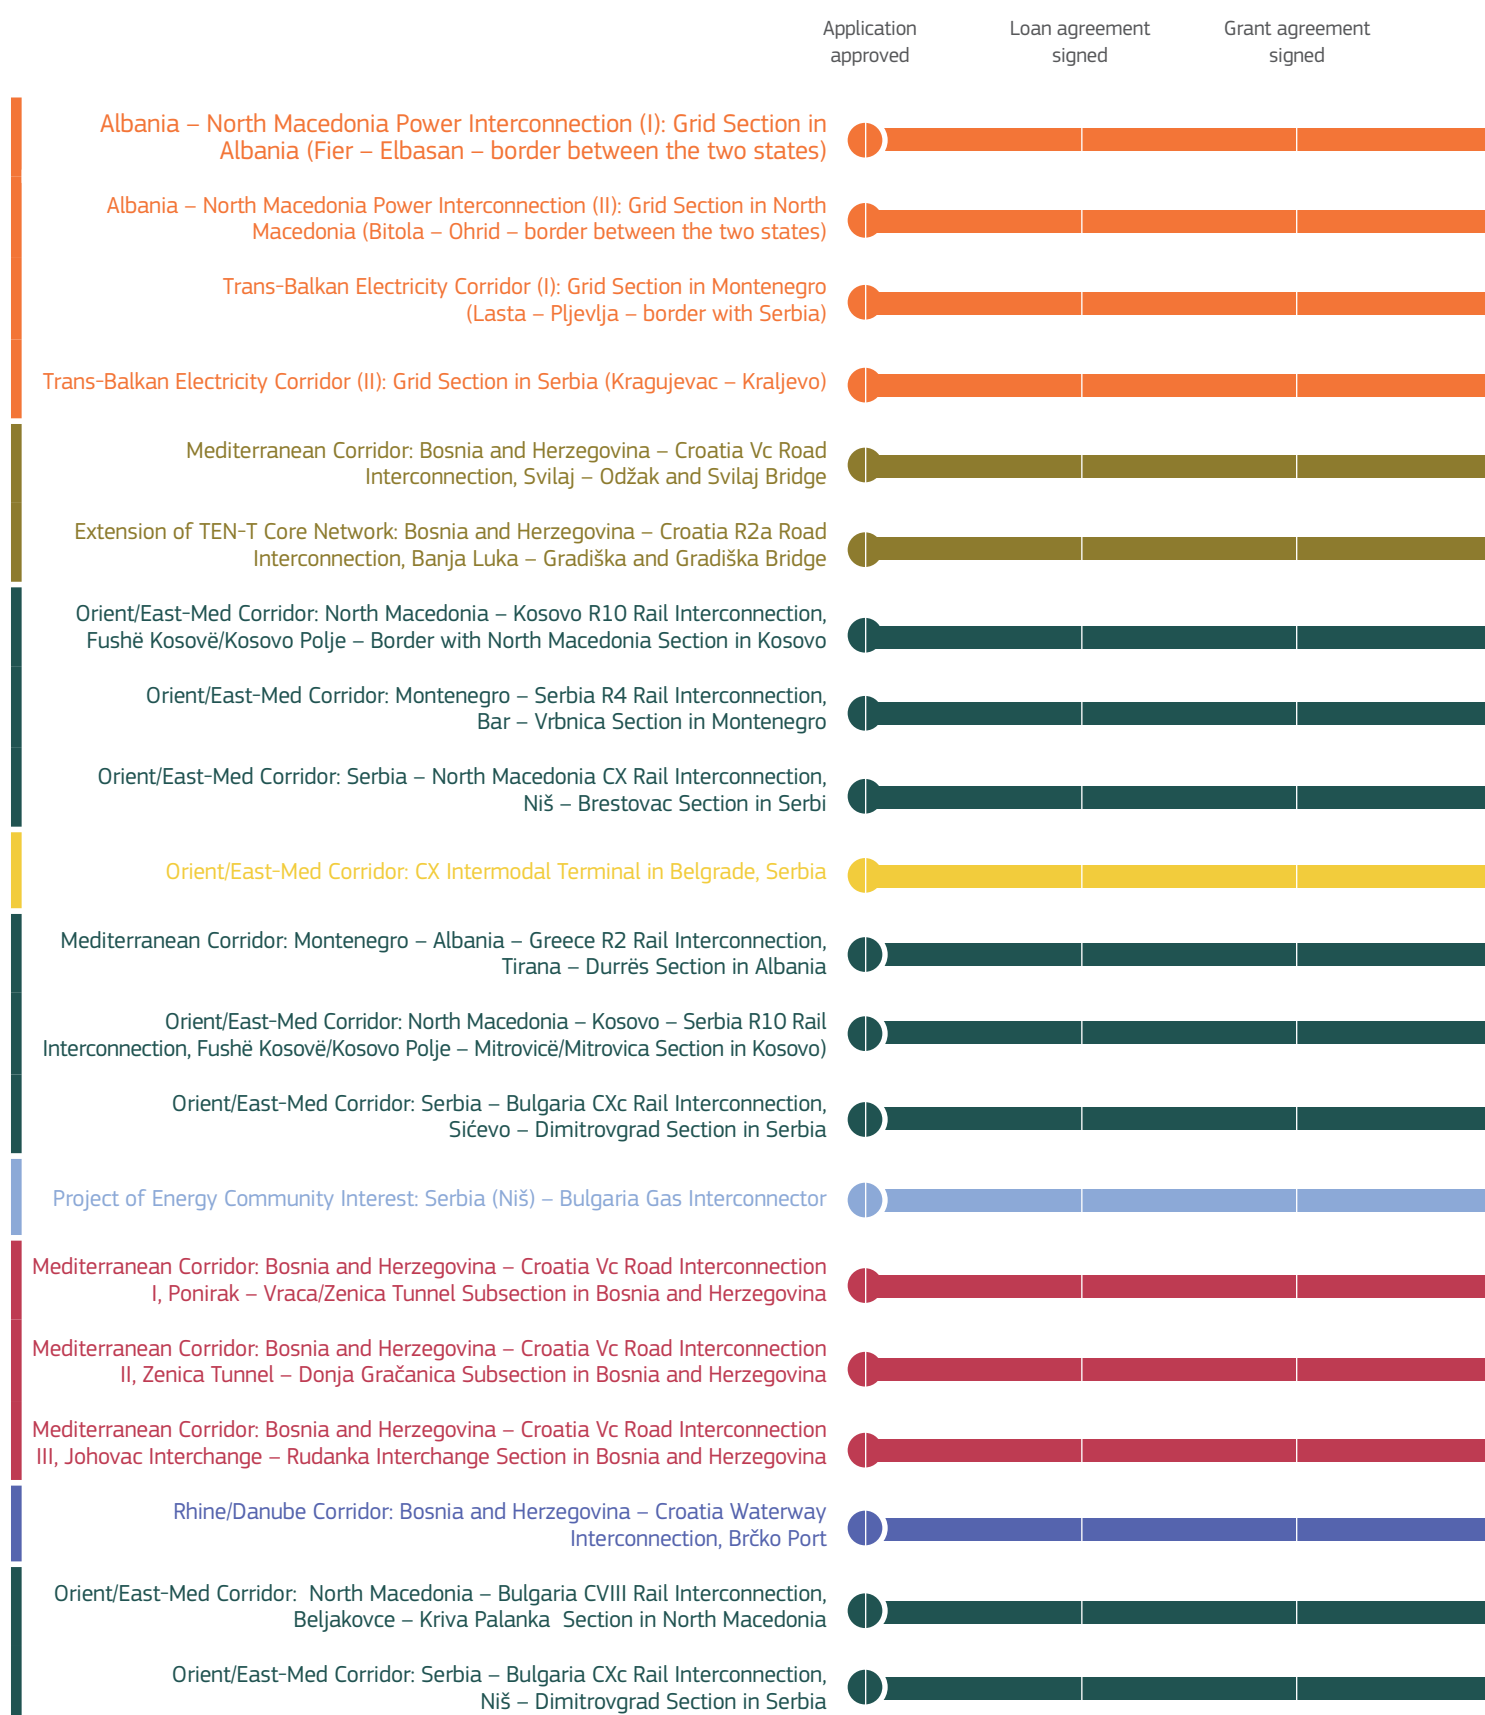 Application
approved
Loan agreement
signed
Grant agreement
signed
Albania – North Macedonia Power Interconnection (I): Grid Section in
Albania (Fier – Elbasan – border between the two states)
Albania – North Macedonia Power Interconnection (II): Grid Section in North
Macedonia (Bitola – Ohrid – border between the two states)
Trans-Balkan Electricity Corridor (I): Grid Section in Montenegro
(Lasta – Pljevlja – border with Serbia)
Trans-Balkan Electricity Corridor (II): Grid Section in Serbia (Kragujevac – Kraljevo)
Mediterranean Corridor: Bosnia and Herzegovina – Croatia Vc Road
Interconnection, Svilaj – Odžak and Svilaj Bridge
Extension of TEN-T Core Network: Bosnia and Herzegovina – Croatia R2a Road
Interconnection, Banja Luka – Gradiška and Gradiška Bridge
Orient/East-Med Corridor: North Macedonia – Kosovo R10 Rail Interconnection,
Fushë Kosovë/Kosovo Polje – Border with North Macedonia Section in Kosovo
Orient/East-Med Corridor: Montenegro – Serbia R4 Rail Interconnection,
Bar – Vrbnica Section in Montenegro
Orient/East-Med Corridor: Serbia – North Macedonia CX Rail Interconnection,
Niš – Brestovac Section in Serbi
Orient/East-Med Corridor: CX Intermodal Terminal in Belgrade, Serbia
Mediterranean Corridor: Montenegro – Albania – Greece R2 Rail Interconnection,
Tirana – Durrës Section in Albania
Orient/East-Med Corridor: North Macedonia – Kosovo – Serbia R10 Rail
Interconnection, Fushë Kosovë/Kosovo Polje – Mitrovicë/Mitrovica Section in Kosovo)
Orient/East-Med Corridor: Serbia – Bulgaria CXc Rail Interconnection,
Sićevo – Dimitrovgrad Section in Serbia
Project of Energy Community Interest: Serbia (Niš) – Bulgaria Gas Interconnector
Mediterranean Corridor: Bosnia and Herzegovina – Croatia Vc Road Interconnection
I, Ponirak – Vraca/Zenica Tunnel Subsection in Bosnia and Herzegovina
Mediterranean Corridor: Bosnia and Herzegovina – Croatia Vc Road Interconnection
II, Zenica Tunnel – Donja Gračanica Subsection in Bosnia and Herzegovina
Mediterranean Corridor: Bosnia and Herzegovina – Croatia Vc Road Interconnection
III, Johovac Interchange – Rudanka Interchange Section in Bosnia and Herzegovina
Rhine/Danube Corridor: Bosnia and Herzegovina – Croatia Waterway
Interconnection, Brčko Port
Orient/East-Med Corridor:  North Macedonia – Bulgaria CVIII Rail Interconnection,
Beljakovce – Kriva Palanka  Section in North Macedonia
Orient/East-Med Corridor: Serbia – Bulgaria CXc Rail Interconnection,
Niš – Dimitrovgrad Section in Serbia